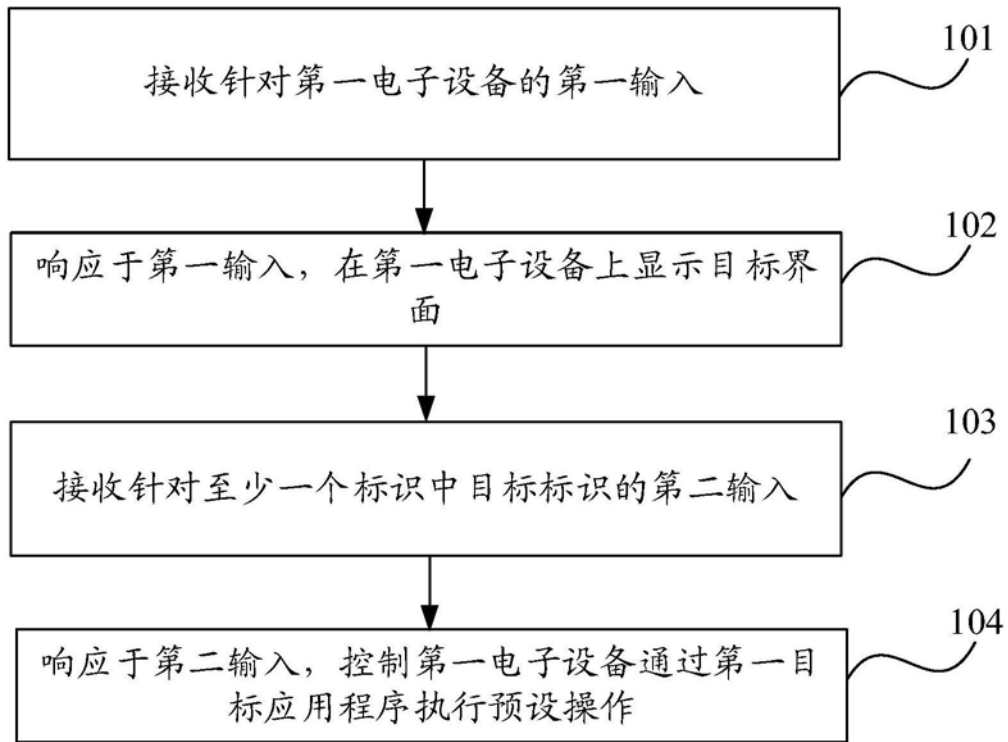 101
接收针对第一电子设备的第一输入
102
响应于第一输入，在第一电子设备上显示目标界
面
103
接收针对至少一个标识中目标标识的第二输入
104
响应于第二输入，控制第一电子设备通过第一目
标应用程序执行预设操作